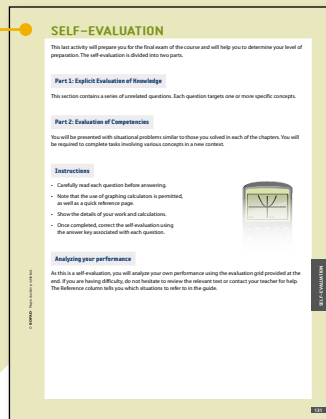 SELF-EVALUATION
This last activity will prepare you for the final exam of the course and will help you to determine your level of
preparation. The self-evaluation is divided into two parts.
Part 1: Explicit Evaluation of Knowledge
This section contains a series of unrelated questions. Each question targets one or more specific concepts.
Part 2: Evaluation of Competencies
You will be presented with situational problems similar to those you solved in each of the chapters. You will
be required to complete tasks involving various concepts in a new context.
Instructions
• Carefully read each question before answering.
• Note that the use of graphing calculators is permitted,
as well as a quick reference page.
• Show the details of your work and calculations.
• Once completed, correct the self-evaluation using
the answer key associated with each question.
Analyzing your performance
As this is a self-evaluation, you will analyze your own performance using the evaluation grid provided at the
end. If you are having difficulty, do not hesitate to review the relevant text or contact your teacher for help.
The Reference column tells you which situations to refer to in the guide.
SELF-EVALUATION
131